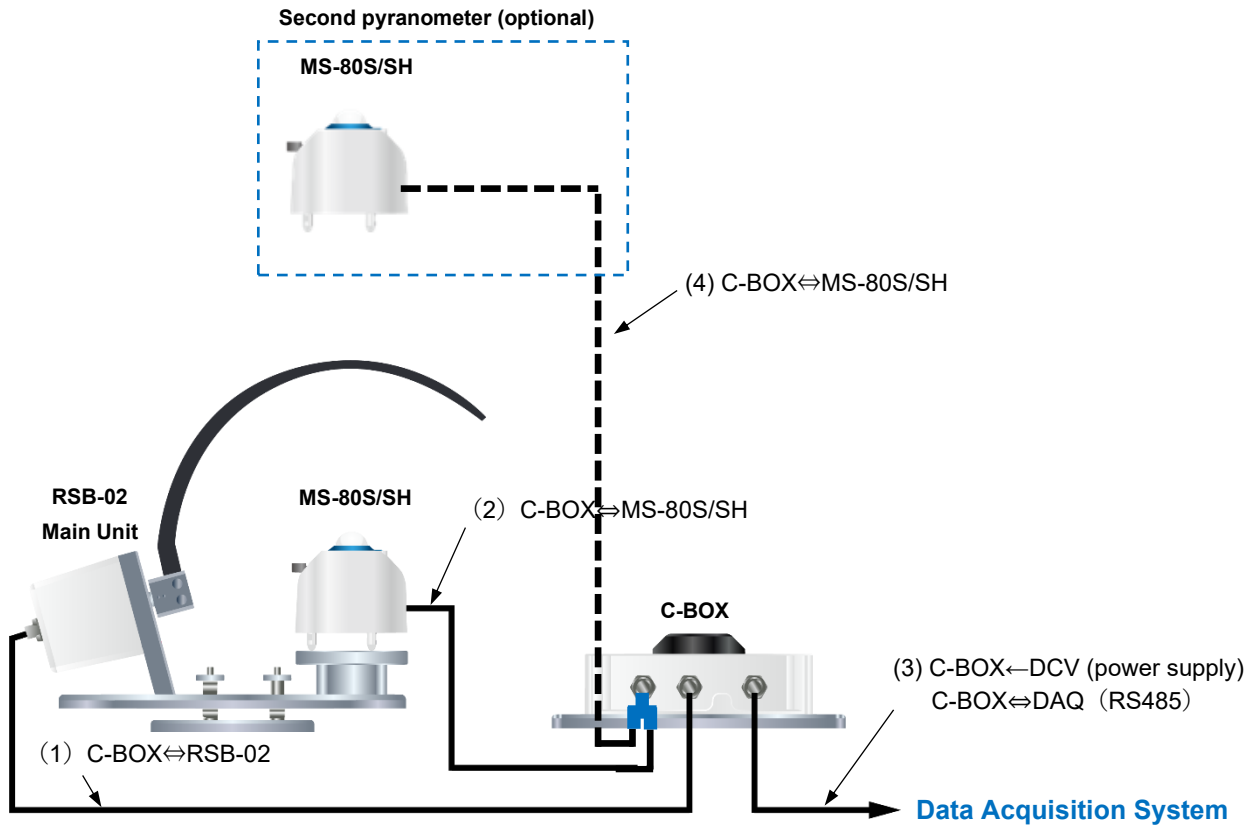 Second pyranometer (optional)
MS-80S/SH
(4) C-BOX⇔MS-80S/SH
RSB-02
Main Unit
MS-80S/SH
（2）C-BOX⇔MS-80S/SH
C-BOX
(3) C-BOX←DCV (power supply)
C-BOX⇔DAQ（RS485）
（1）C-BOX⇔RSB-02
Data Acquisition System